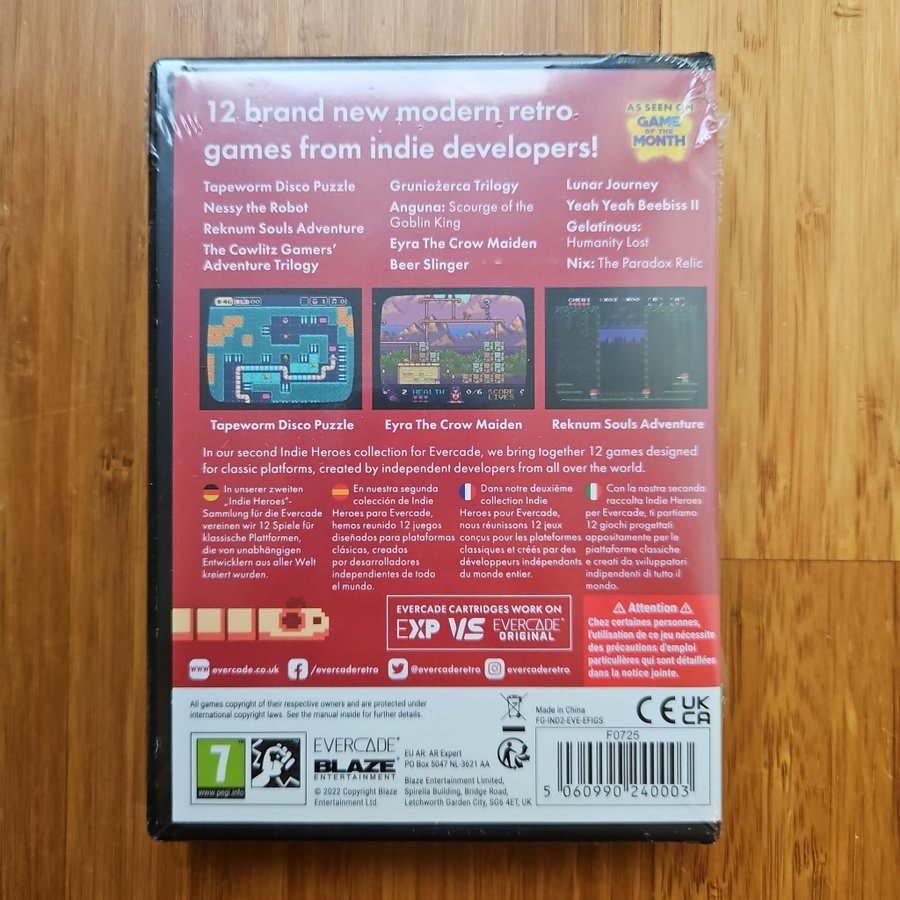 12 brand new modern retro
games from indie developers!
AS SEEN ON
GAME
OF THE
MONTH
Tapeworm Disco Puzzle
Nessy the Robot
Reknum Souls Adventure
The Cowlitz Gamers'
Adventure Trilogy
Gruniożerca Trilogy
Anguna: Scourge of the
Goblin King
Eyra The Crow Maiden
Beer Slinger
Lunar Journey
Yeah Yeah Beebiss II
Gelatinous:
Humanity Lost
Nix: The Paradox Relic
2 HEALTH 0/6 SCORE
LIVES
Tapeworm Disco Puzzle
Eyra The Crow Maiden
Reknum Souls Adventure
In our second Indie Heroes collection for Evercade, we bring together 12 games designed
for classic platforms, created by independent developers from all over the world.
In unserer zweiten
„Indie Heroes"-
Sammlung für die Evercade
vereinen wir 12 Spiele für
klassische Plattformen,
die von unabhängigen
Entwicklern aus aller Welt
kreiert wurden.
En nuestra segunda
colección de Indie
Heroes para Evercade,
hemos reunido 12 juegos
diseñados para plataformas
clásicas, creados
por desarrolladores
independientes de todo
el mundo.
Dans notre deuxième
collection Indie
Heroes pour Evercade,
nous réunissons 12 jeux
conçus pour les plateformes
classiques et créés par des
développeurs indépendants
du monde entier.
Con la nostra seconda
raccolta Indie Heroes
per Evercade, ti portiamo
12 giochi progettati
appositamente per le
piattaforme classiche
e creati da sviluppatori
indipendenti di tutto il
mondo.
EVERCADE CARTRIDGES WORK ON
EXP VS EVERCADE
ORIGINAL
Attention
Chez certaines personnes,
l'utilisation de ce jeu nécessite
des précautions d'emploi
particulières qui sont détaillées
dans la notice jointe.
www evercade.co.uk /evercaderetro @evercaderetro evercaderetro
All games copyright of their respective owners and are protected under
international copyright laws. See the manual inside for further details.
Made in China
FG-IND2-EVE-EFIGS
CE UK
CA
7
www.pegi.info
EVERCADE
BLAZE
ENTERTAINMENT
© 2022 Copyright Blaze
Entertainment Ltd.
EU AR: AR Expert
PO Box 5047 NL-3621 AA
Blaze Entertainment Limited,
Spirella Building, Bridge Road,
Letchworth Garden City, SG6 4ET, UK
F0725
5 060990 240003